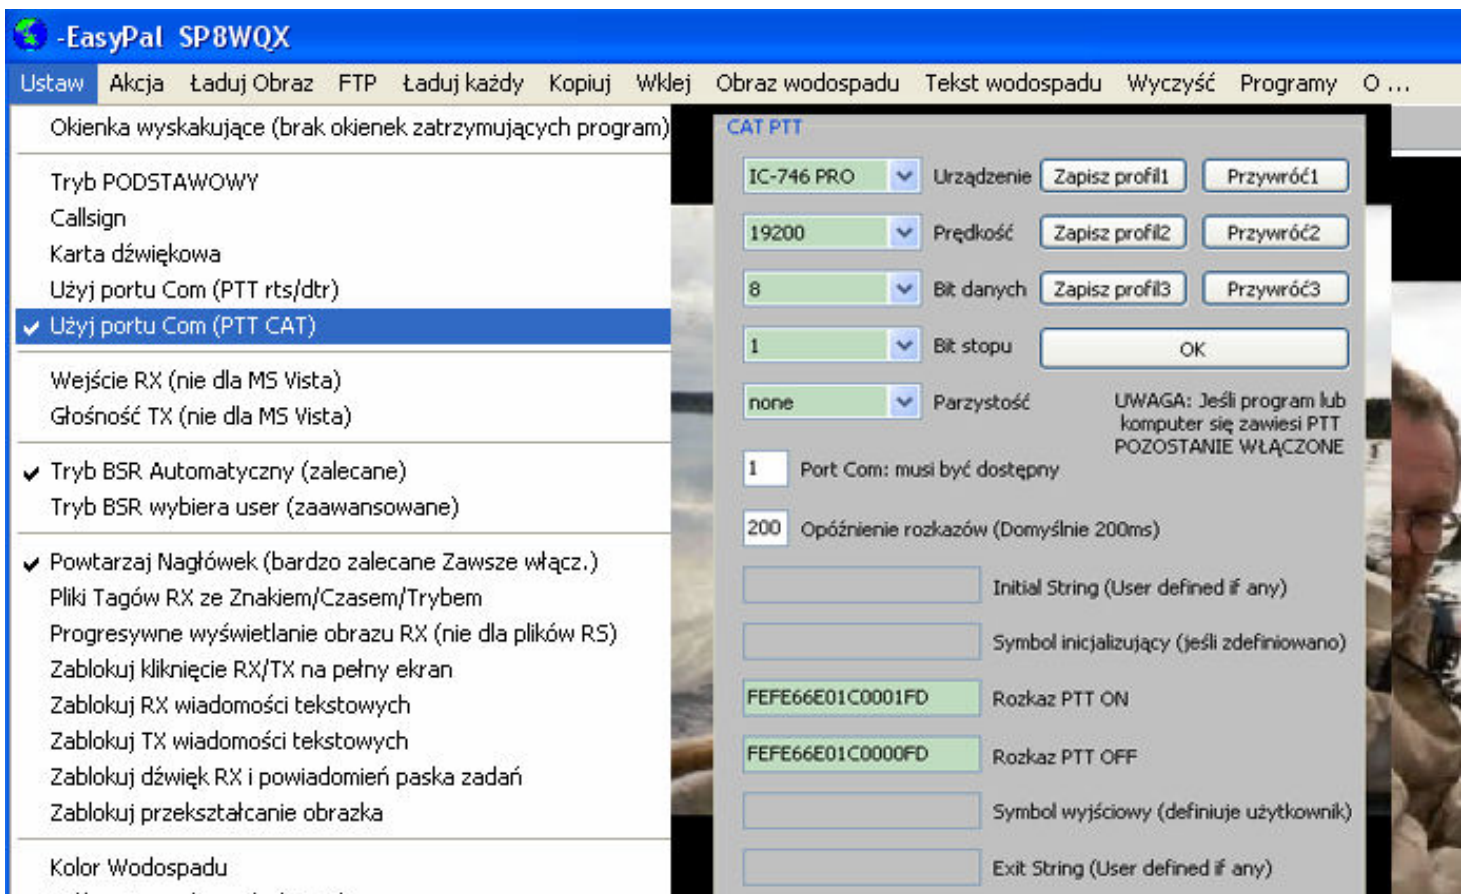 -EasyPal SP8WQX
Ustaw Akcja Ładuj Obraz FTP Ładuj każdy Kopiuj Wklej Obraz wodospadu Tekst wodospadu Wyczyść Programy O ...
Okienka wyskakujące (brak okienek zatrzymujących program)
Tryb PODSTAWOWY
Callsign
Karta dźwiękowa
Użyj portu Com (PTT rts/dtr)
Użyj portu Com (PTT CAT)
Wejście RX (nie dla MS Vista)
Głośność TX (nie dla MS Vista)
Tryb BSR Automatyczny (zalecane)
Tryb BSR wybiera user (zaawansowane)
Powtarzaj Nagłówek (bardzo zalecane Zawsze włącz.)
Pliki Tagów RX ze Znakiem/Czasem/Trybem
Progresywne wyświetlanie obrazu RX (nie dla plików RS)
Zablokuj kliknięcie RX/TX na pełny ekran
Zablokuj RX wiadomości tekstowych
Zablokuj TX wiadomości tekstowych
Zablokuj dźwięk RX i powiadomień paska zadań
Zablokuj przekształcanie obrazka
Kolor Wodospadu
CAT PTT
IC-746 PRO Urządzenie Zapisz profil1 Przywróć1
19200 Prędkość Zapisz profil2 Przywróć2
8 Bit danych Zapisz profil3 Przywróć3
1 Bit stopu OK
none Parzystość
UWAGA: Jeśli program lub
komputer się zawiesi PTT
POZOSTANIE WŁĄCZONE
1 Port Com: musi być dostępny
200 Opóźnienie rozkazów (Domyślnie 200ms)
Initial String (User defined if any)
Symbol inicjalizujący (jeśli zdefiniowano)
FEFE66E01C0001FD Rozkaz PTT ON
FEFE66E01C0000FD Rozkaz PTT OFF
Symbol wyjściowy (definiuje użytkownik)
Exit String (User defined if any)